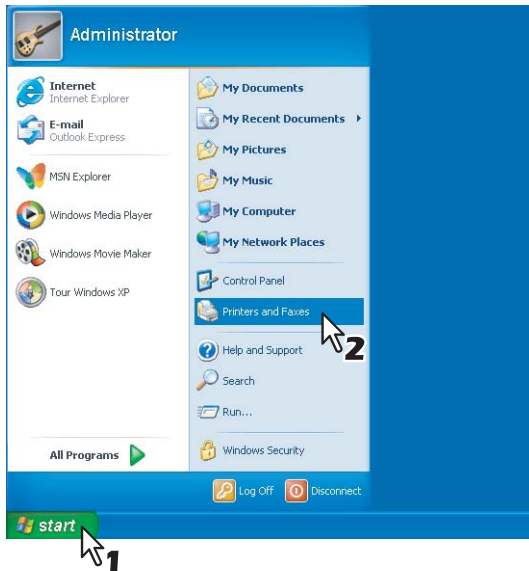 Administrator
Internet
Internet Explorer
E-mail
Outlook Express
MSN Explorer
Windows Media Player
Windows Movie Maker
Tour Windows XP
All Programs
My Documents
My Recent Documents
My Pictures
My Music
My Computer
My Network Places
Control Panel
Printers and Faxes
2
Help and Support
Search
Run...
Windows Security
Log Off Disconnect
start
1